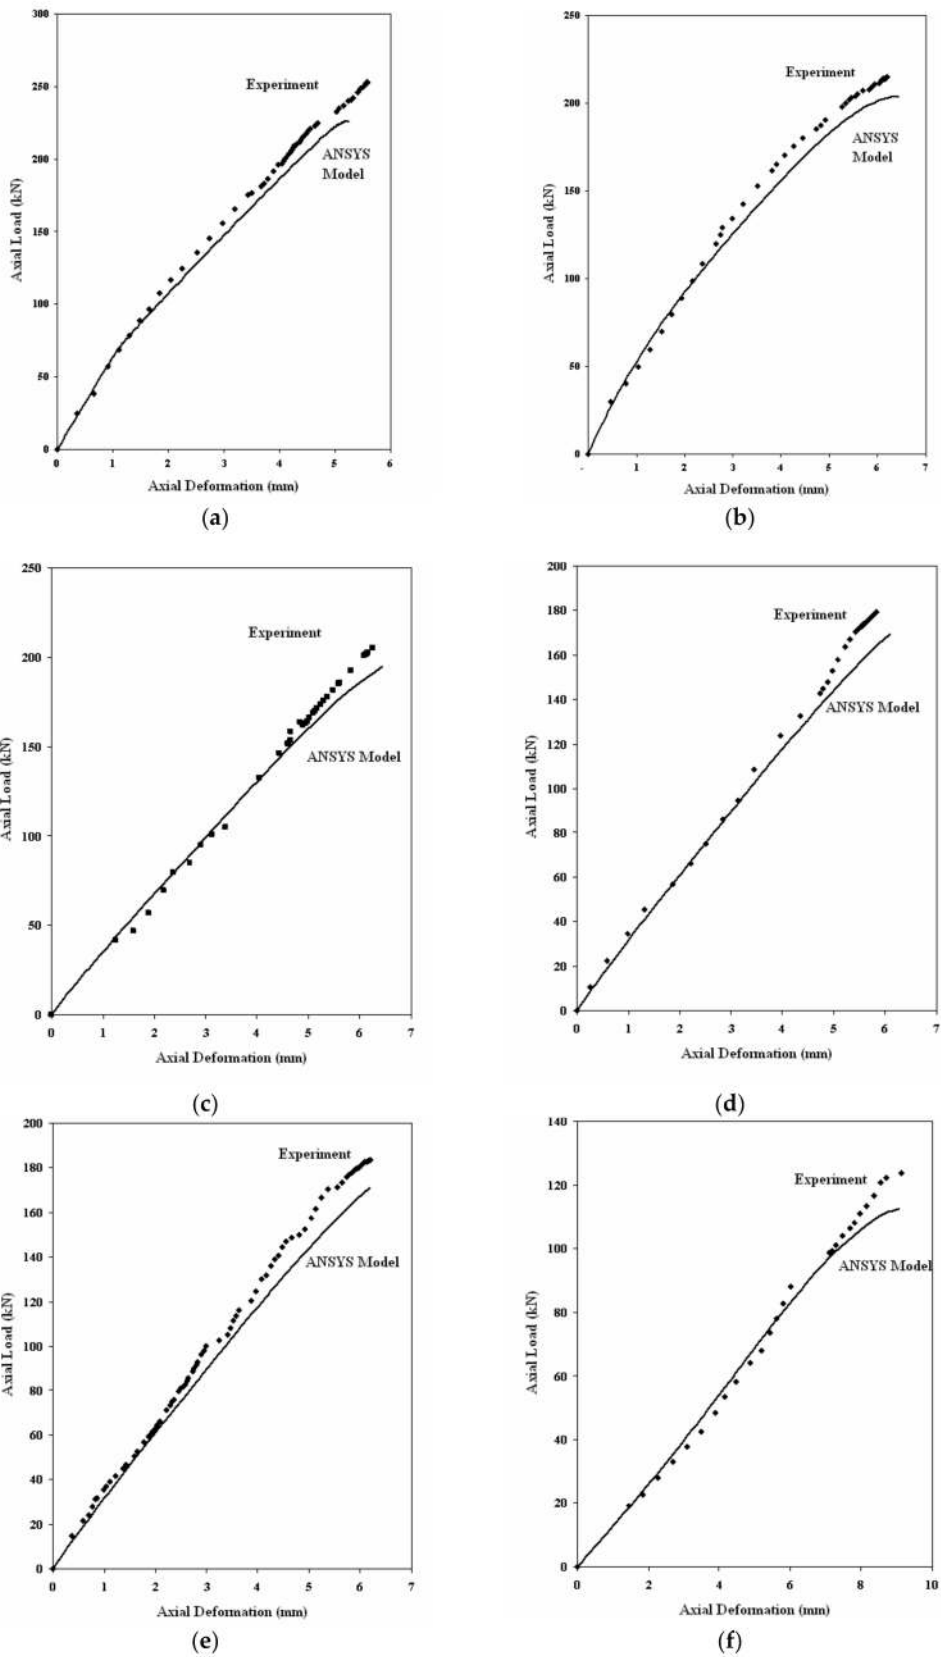 300
250
200
150
100
50
0
0 1 2 3 4 5 6
Axial Load (kN)
Experiment
ANSYS
Model
Axial Deformation (mm)
(a)
250
200
150
100
50
0
- 1 2 3 4 5 6 7
Axial Load (kN)
Experiment
ANSYS
Model
Axial Deformation (mm)
(b)
250
200
150
100
50
0
0 1 2 3 4 5 6 7
Axial Load (kN)
Experiment
ANSYS Model
Axial Deformation (mm)
(c)
200
180
160
140
120
100
80
60
40
20
0
0 1 2 3 4 5 6 7
Axial Load (kN)
Experiment
ANSYS Model
Axial Deformation (mm)
(d)
200
180
160
140
120
100
80
60
40
20
0
0 1 2 3 4 5 6 7
Axial Load (kN)
Experiment
ANSYS Model
Axial Deformation (mm)
(e)
140
120
100
80
60
40
20
0
0 2 4 6 8 10
Axial Load (kN)
Experiment
ANSYS Model
Axial Deformation (mm)
(f)